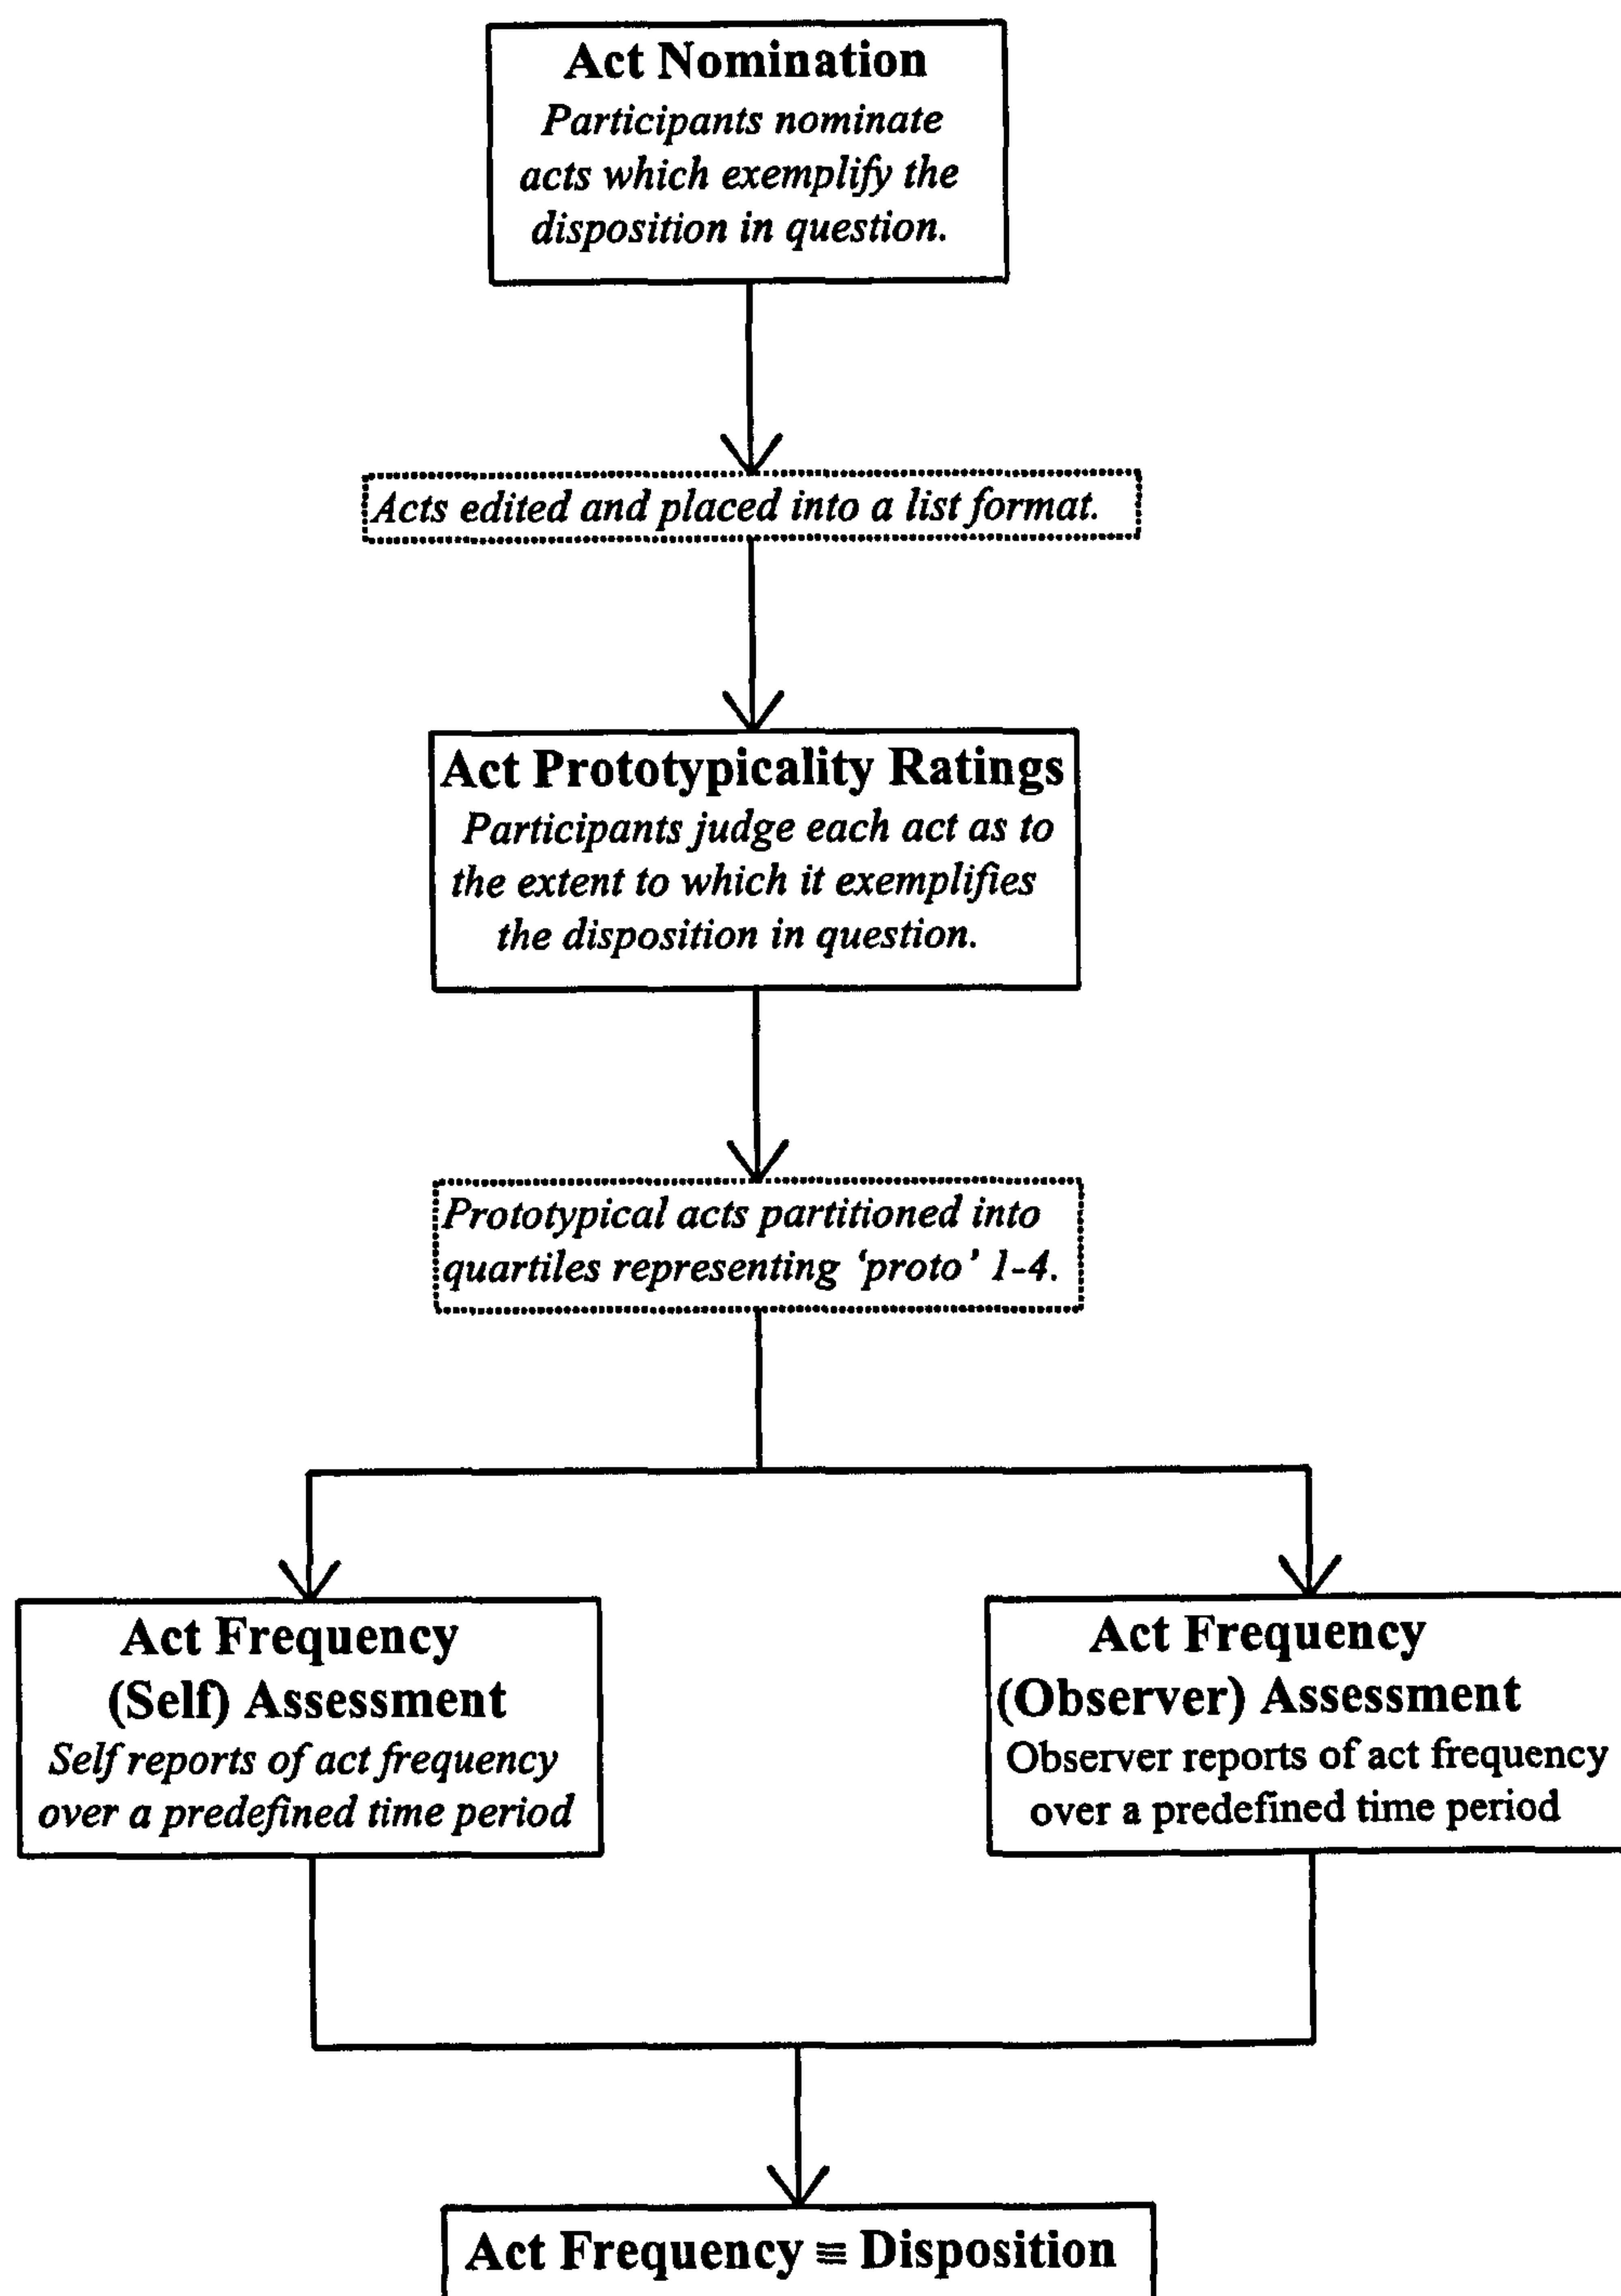 Act Nomination
Participants nominate
acts which exemplify the
disposition in question.
Acts edited and placed into a list format.
Act Prototypicality Ratings
Participants judge each act as to
the extent to which it exemplifies
the disposition in question.
Prototypical acts partitioned into
quartiles representing ‘proto’ 1-4.
Act Frequency
(Self) Assessment
Self reports of act frequency
over a predefined time period
Act Frequency
(Observer) Assessment
Observer reports of act frequency
over a predefined time period
Act Frequency ≡ Disposition